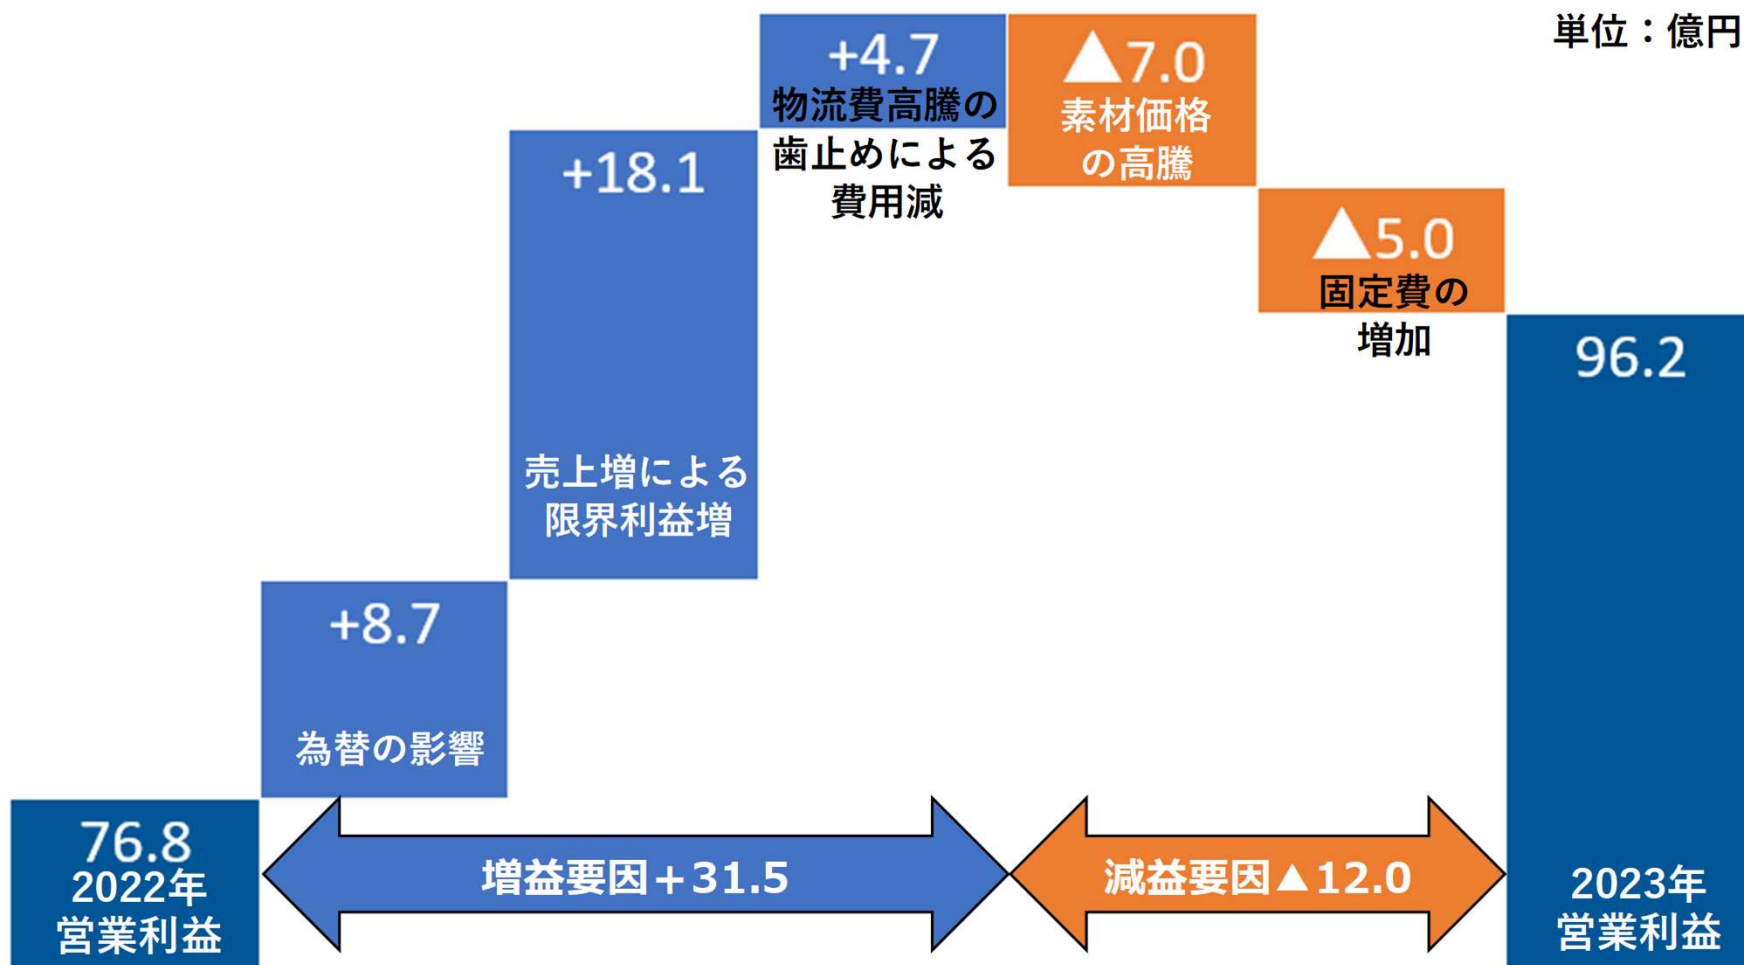 単位：億円
+4.7
物流費高騰の
歯止めによる
費用減
▲7.0
素材価格
の高騰
+18.1
売上増による
限界利益増
▲5.0
固定費の
増加
96.2
2023年
営業利益
+8.7
為替の影響
76.8
2022年
営業利益
増益要因＋31.5
減益要因▲12.0